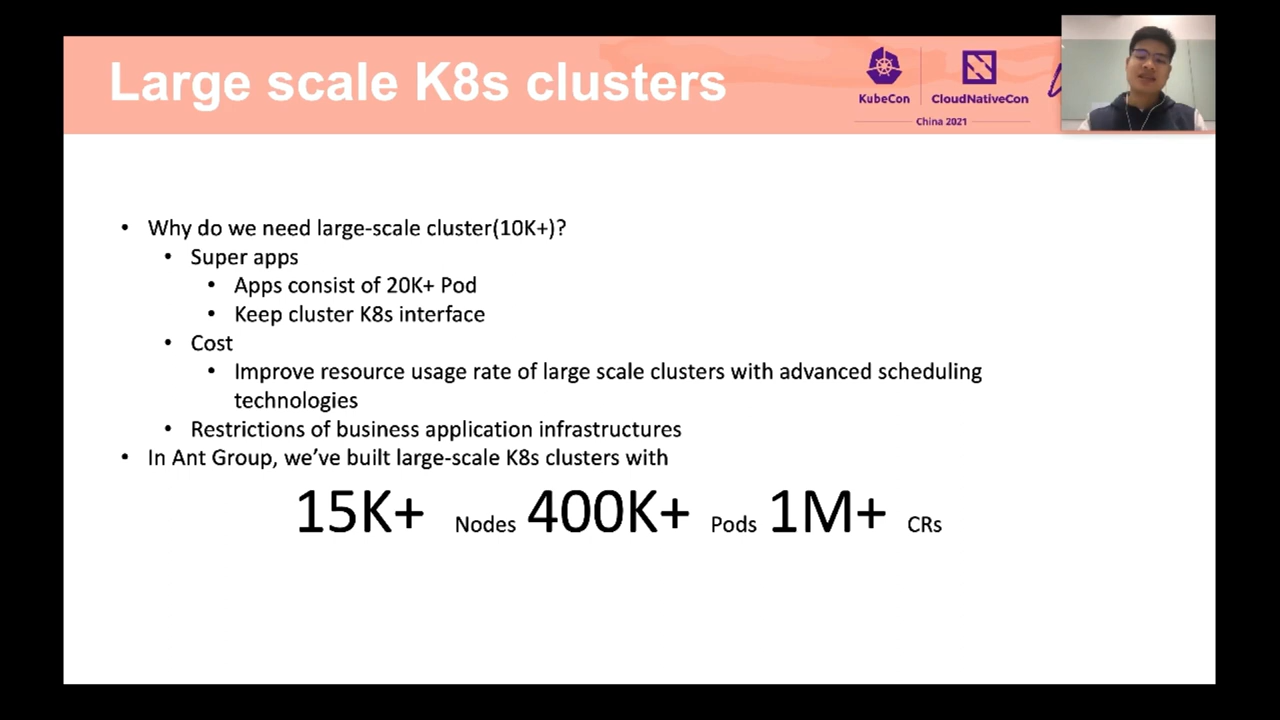 Large scale K8s clusters
KubeCon
CloudNativeCon
China 2021
• Why do we need large-scale cluster(10K+)?
• Super apps
• Apps consist of 20K+ Pod
• Keep cluster K8s interface
• Cost
• Improve resource usage rate of large scale clusters with advanced scheduling
technologies
• Restrictions of business application infrastructures
• In Ant Group, we’ve built large-scale K8s clusters with
15K+ Nodes 400K+ Pods 1M+ CRs